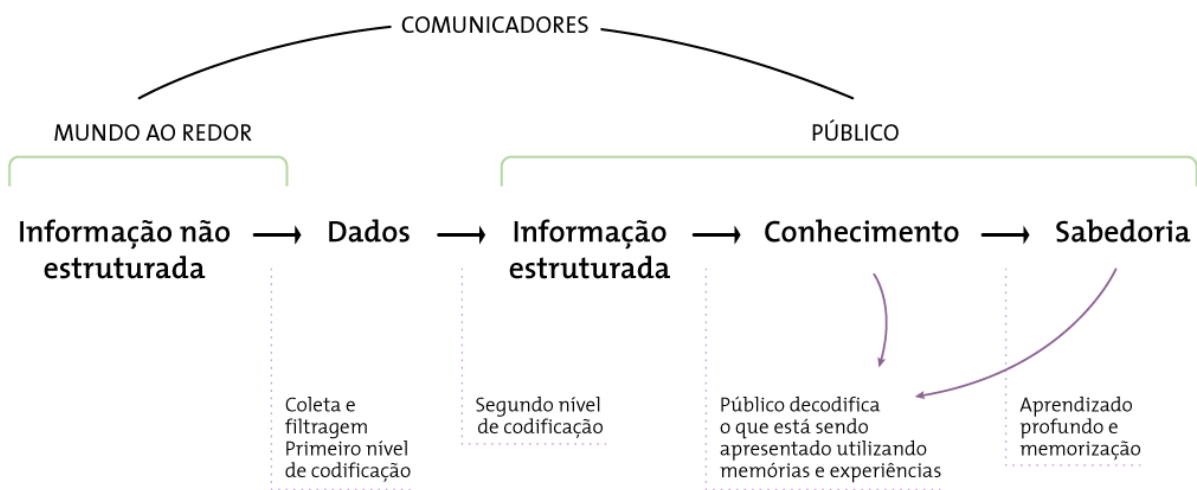 COMUNICADORES
MUNDO AO REDOR
PÚBLICO
Informação não
estruturada
Dados
Informação
estruturada
Conhecimento
Sabedoria
Coleta e
filtragem
Primeiro nível
de codificação
Segundo nível
de codificação
Público decodifica
o que está sendo
apresentado utilizando
memórias e experiências
Aprendizado
profundo e
memorização